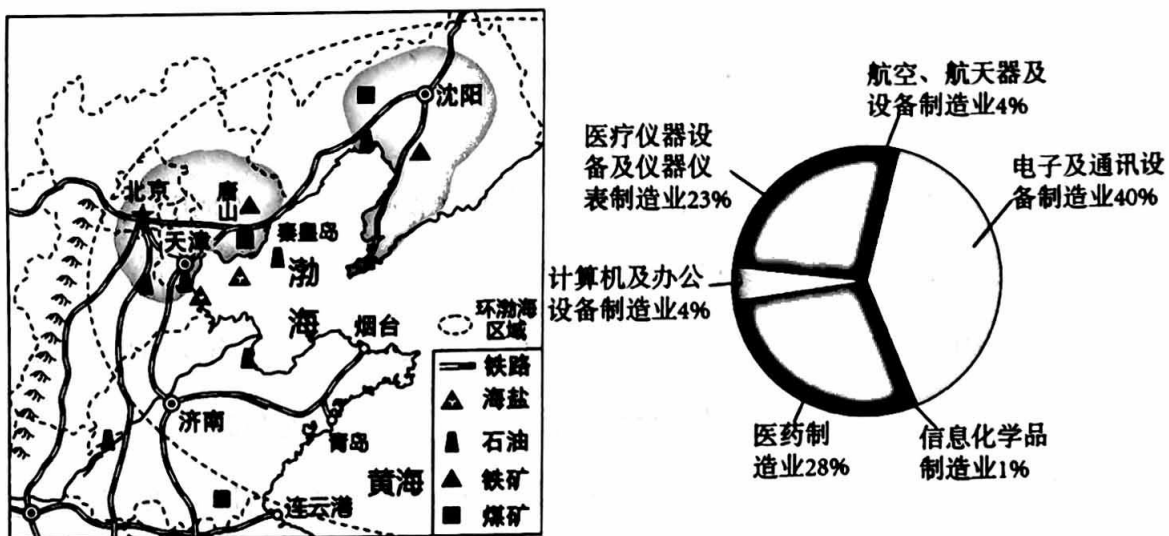 沈阳
北京
唐
山
秦皇岛
天津
渤
海
环渤海
区域
烟台
铁路
海盐
济南
石油
青岛
铁矿
黄海
煤矿
连云港
航空、航天器及
设备制造业4%
医疗仪器设
备及仪器仪
表制造业23%
电子及通讯设
备制造业40%
计算机及办公
设备制造业4%
医药制
造业28%
信息化学品
制造业1%